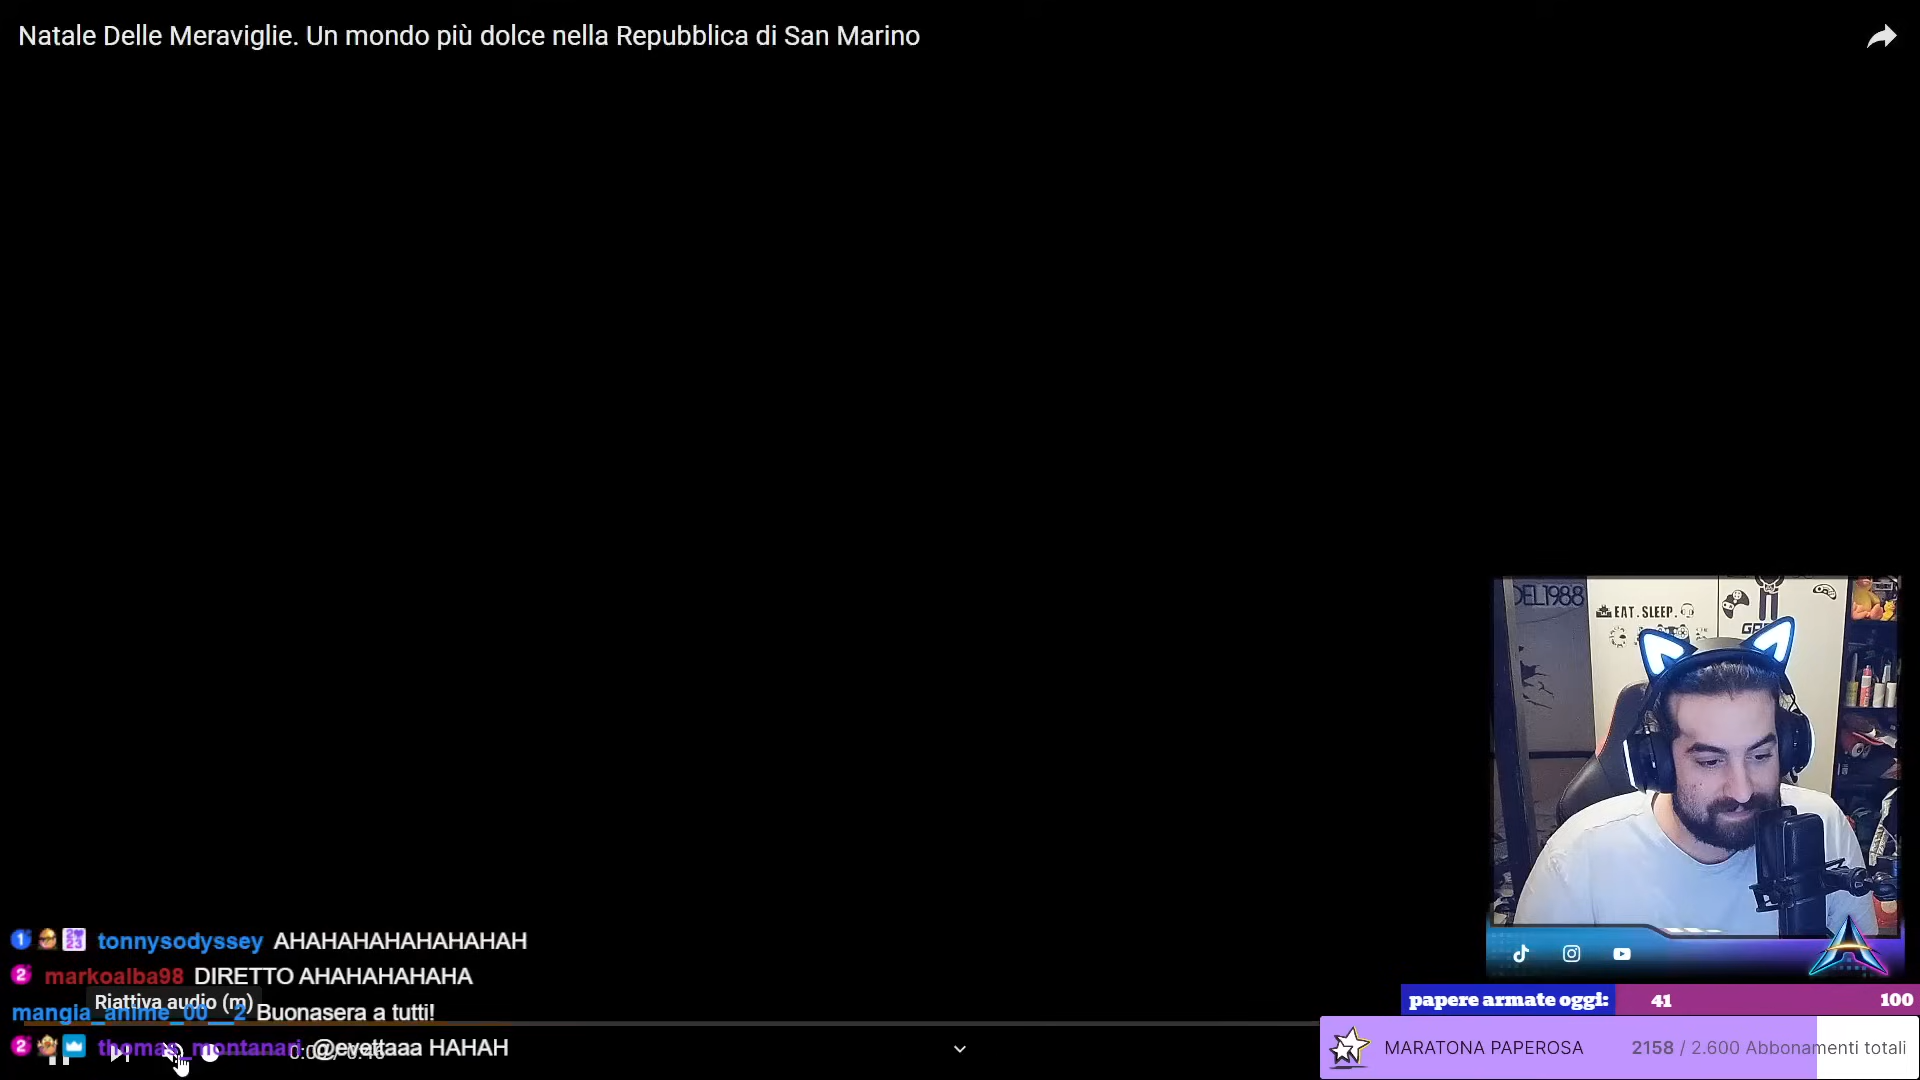 Natale Delle Meraviglie. Un mondo più dolce nella Repubblica di San Marino
DEL1988
EAT.SLEEP.
tonnysodyssey AHAHAHAHAHAHAHAH
markoalba98 DIRETTO AHAHAHAHAHA
Riattiva audio (m)
mangia_anime_00__2 Buonasera a tutti!
thomas_montanari @evettaaa HAHAH
papere armate oggi: 41 100
MARATONA PAPEROSA 2158 / 2.600 Abbonamenti totali